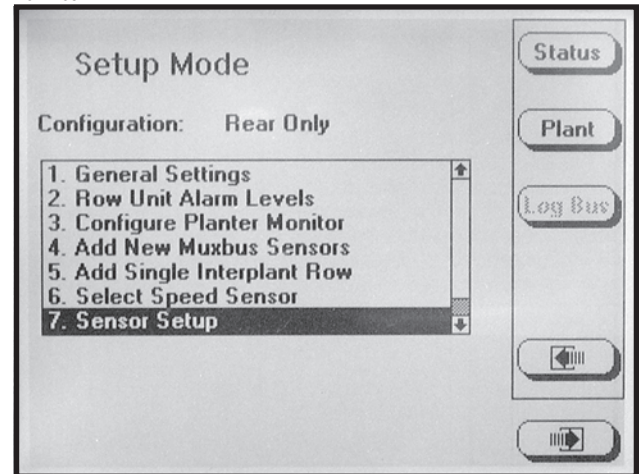 Setup Mode
Configuration: Rear Only
1. General Settings
2. Row Unit Alarm Levels
3. Configure Planter Monitor
4. Add New Muxbus Sensors
5. Add Single Interplant Row
6. Select Speed Sensor
7. Sensor Setup
Status
Plant
Log Bus